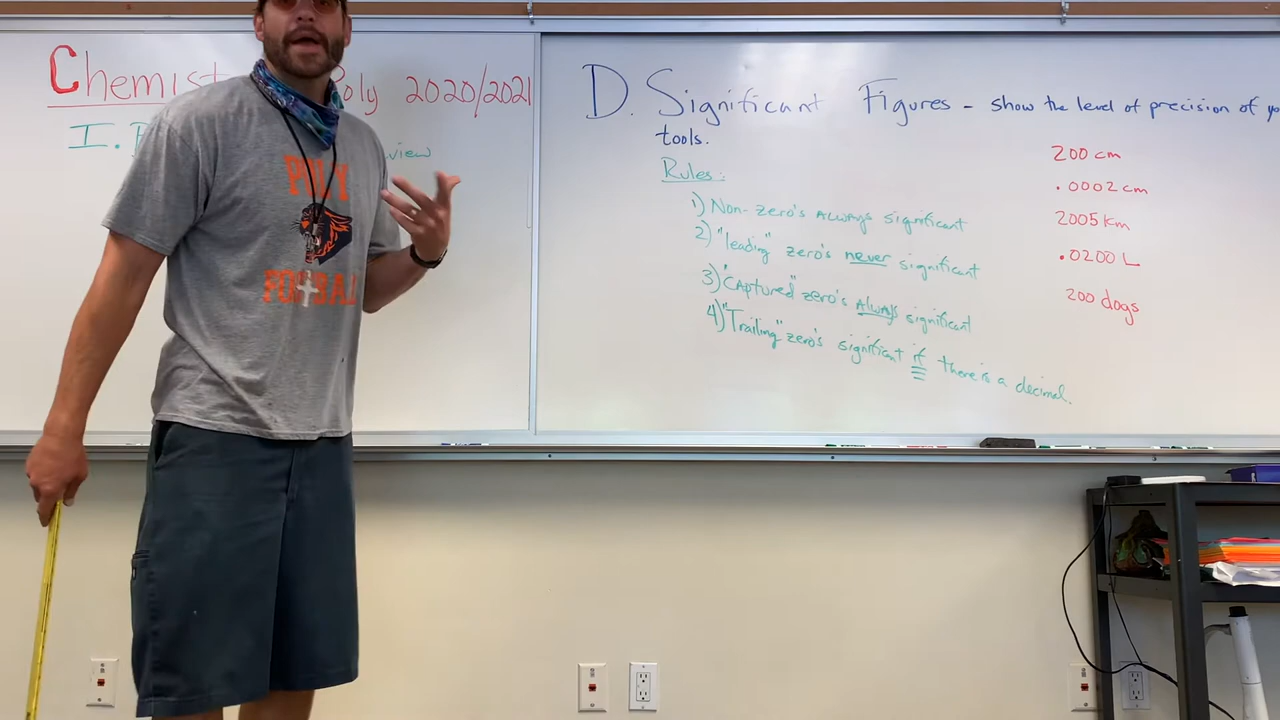 Chemist Poly 2020/2021
I. view
POLY
FOOTBALL
D. Significant Figures - show the level of precision of
tools.
Rules:
1) Non-zero's ALWAYS significant
2) "leading" zero's never significant
3) "CAptured" zero's Always significant
4) "Trailing" zero's significant if there is a decimal.
200 cm
.0002 cm
2005 km
.0200 L
200 dogs